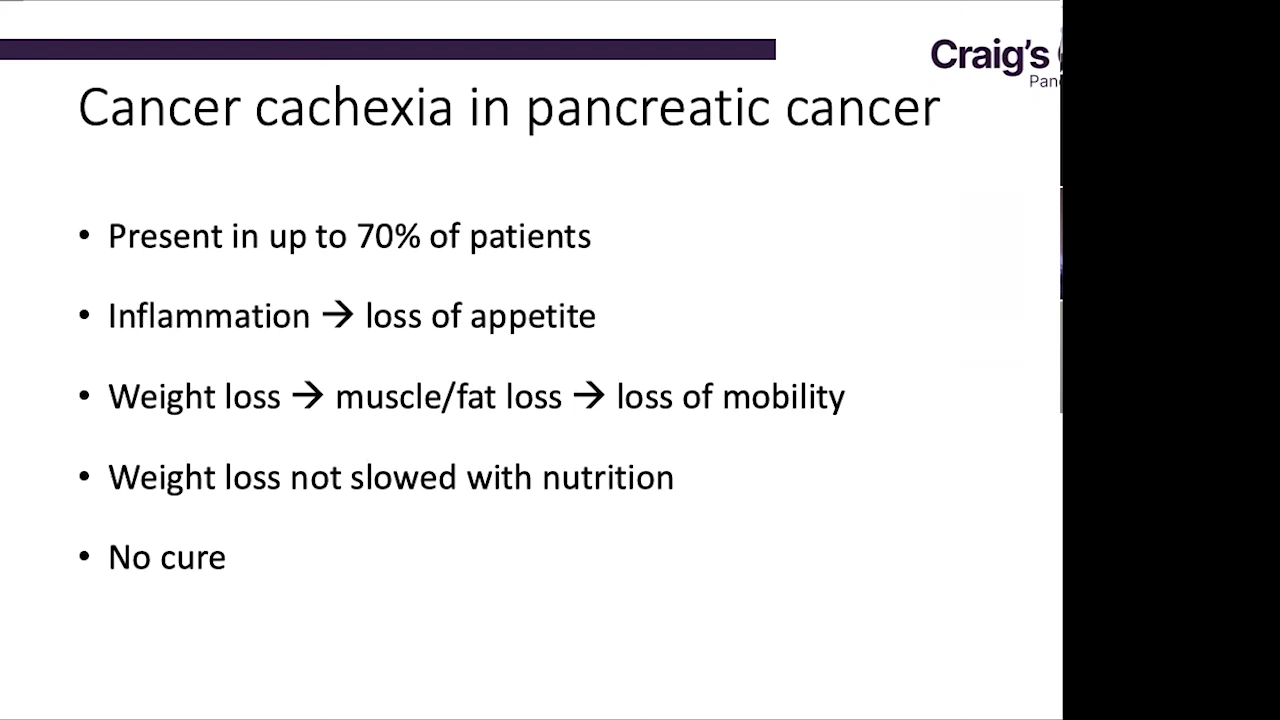 Craig's
Cancer cachexia in pancreatic cancer
• Present in up to 70% of patients
• Inflammation → loss of appetite
• Weight loss → muscle/fat loss → loss of mobility
• Weight loss not slowed with nutrition
• No cure